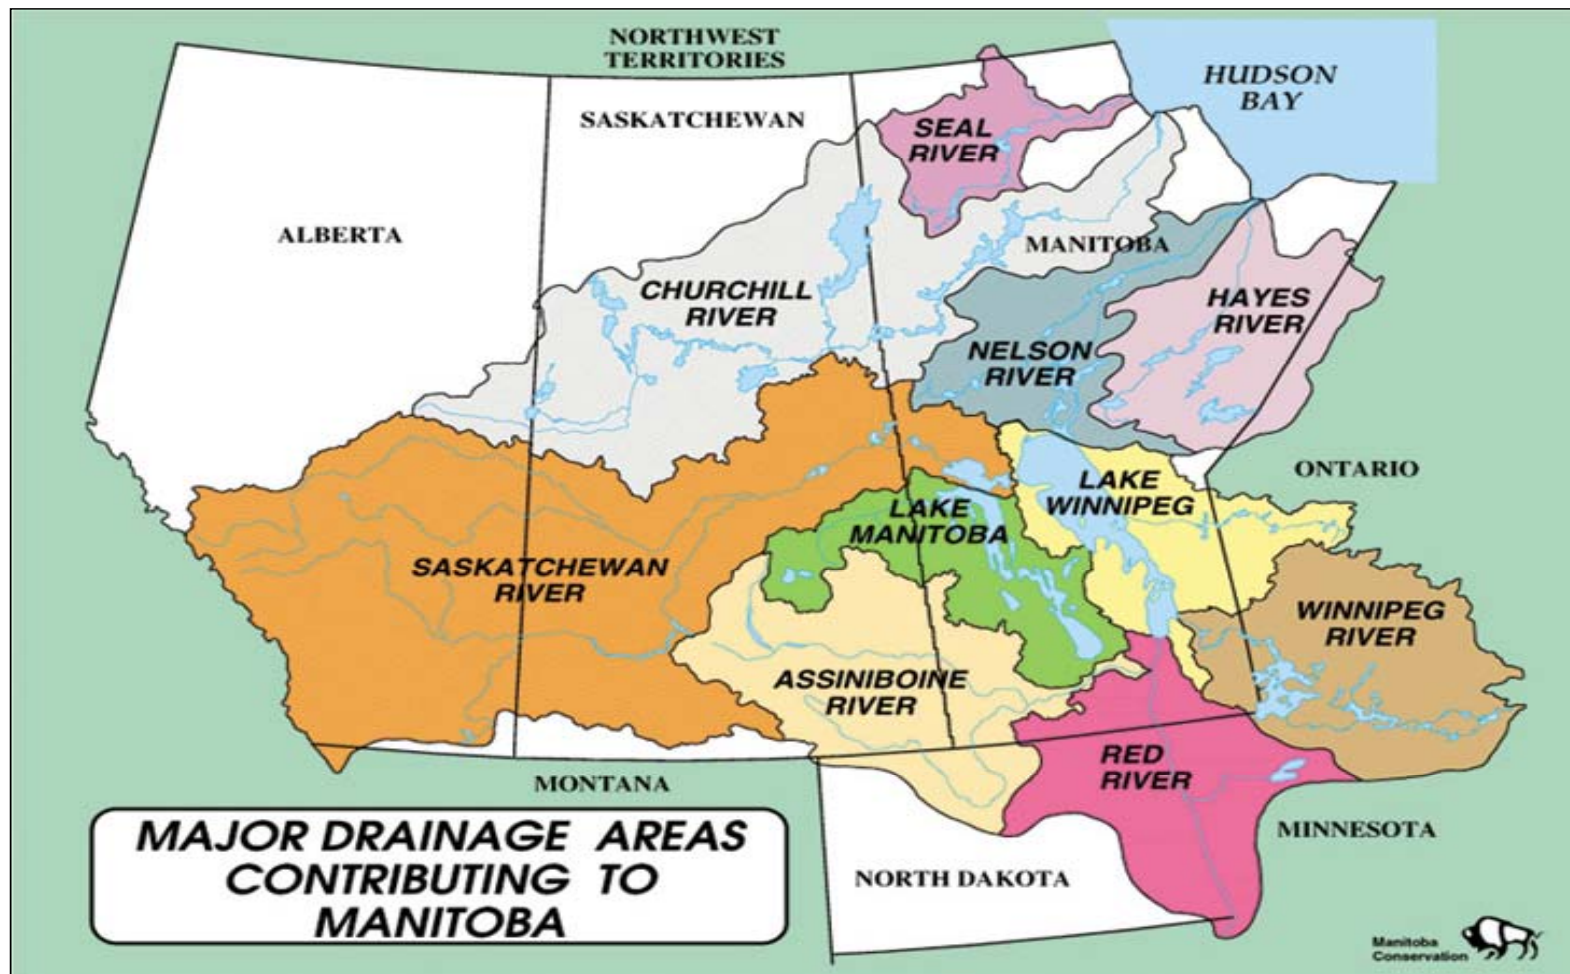 NORTHWEST
TERRITORIES
HUDSON
BAY
SASKATCHEWAN
SEAL
RIVER
ALBERTA
MANITOBA
CHURCHILL
RIVER
HAYES
RIVER
NELSON
RIVER
ONTARIO
LAKE
WINNIPEG
LAKE
MANITOBA
SASKATCHEWAN
RIVER
WINNIPEG
RIVER
ASSINIBOINE
RIVER
RED
RIVER
MONTANA
MINNESOTA
NORTH DAKOTA
MAJOR DRAINAGE AREAS
CONTRIBUTING TO
MANITOBA
Manitoba
Conservation